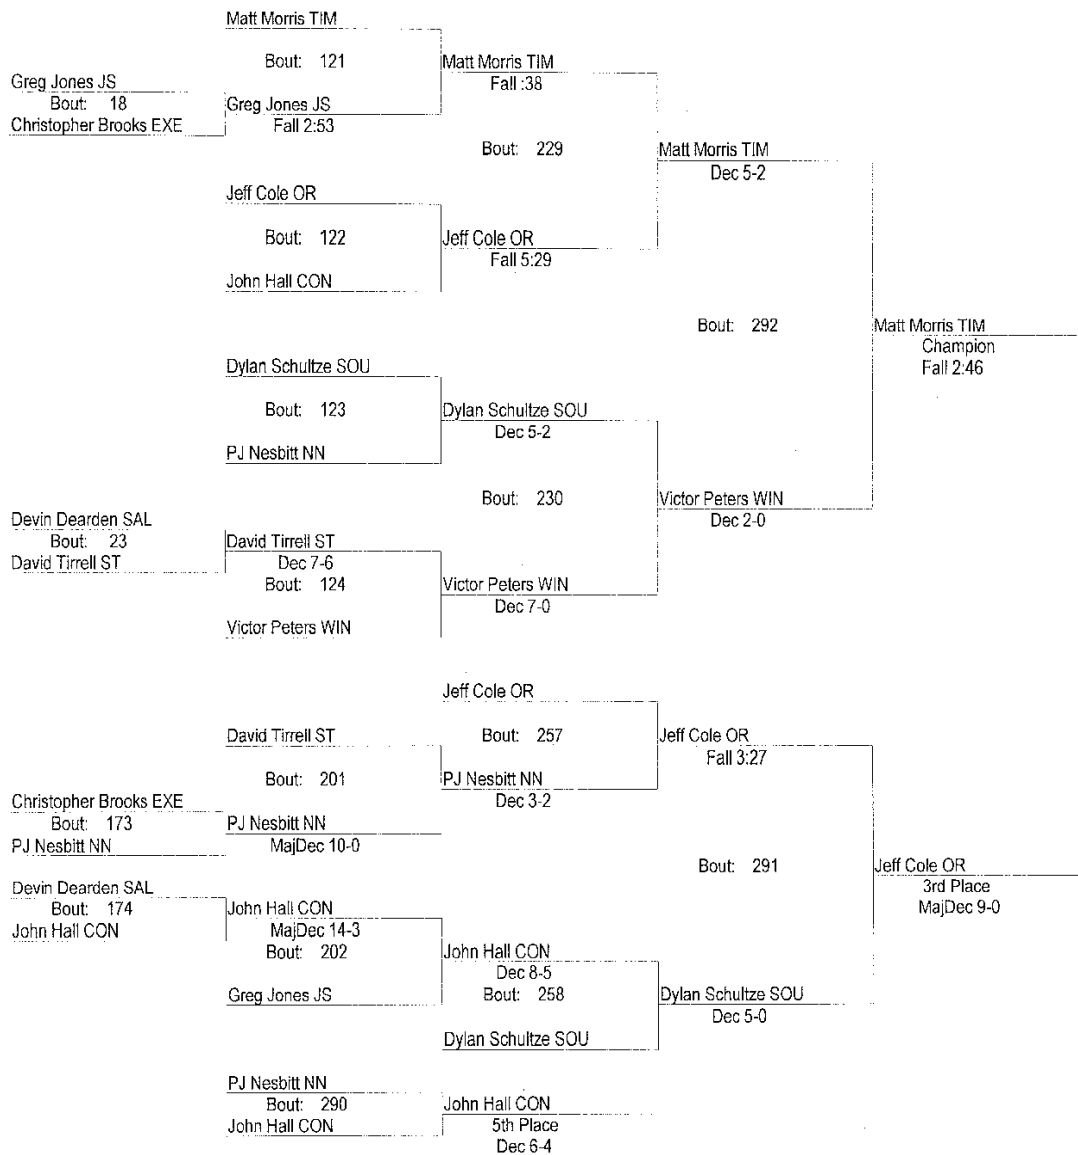 Matt Morris TIM
Bout: 121
Matt Morris TIM
Fall :38
Greg Jones JS
Bout: 18
Christopher Brooks EXE
Greg Jones JS
Fall 2:53
Bout: 229
Matt Morris TIM
Dec 5-2
Jeff Cole OR
Bout: 122
Jeff Cole OR
Fall 5:29
John Hall CON
Bout: 292
Matt Morris TIM
Champion
Fall 2:46
Dylan Schultze SOU
Bout: 123
Dylan Schultze SOU
Dec 5-2
PJ Nesbitt NN
Bout: 230
Victor Peters WIN
Dec 2-0
Devin Dearden SAL
Bout: 23
David Tirrell ST
David Tirrell ST
Dec 7-6
Bout: 124
Victor Peters WIN
Dec 7-0
Victor Peters WIN
Jeff Cole OR
David Tirrell ST
Bout: 257
Jeff Cole OR
Fall 3:27
Bout: 201
PJ Nesbitt NN
Dec 3-2
Christopher Brooks EXE
Bout: 173
PJ Nesbitt NN
PJ Nesbitt NN
MajDec 10-0
Bout: 291
Jeff Cole OR
3rd Place
MajDec 9-0
Devin Dearden SAL
Bout: 174
John Hall CON
John Hall CON
MajDec 14-3
Bout: 202
John Hall CON
Dec 8-5
Bout: 258
Greg Jones JS
Dylan Schultze SOU
Dec 5-0
Dylan Schultze SOU
PJ Nesbitt NN
Bout: 290
John Hall CON
John Hall CON
5th Place
Dec 6-4